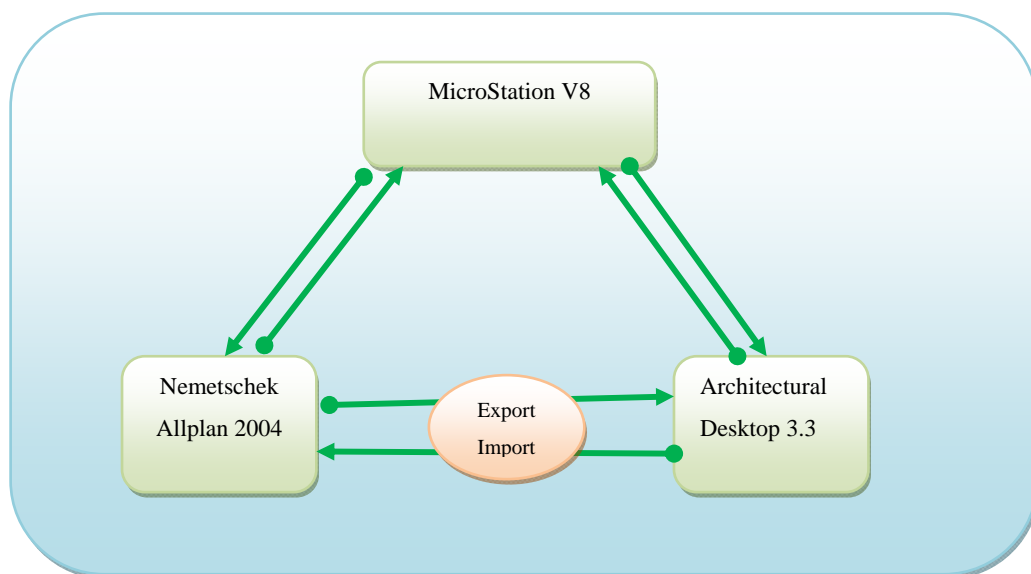 MicroStation V8
Nemetschek
Allplan 2004
Export
Import
Architectural
Desktop 3.3